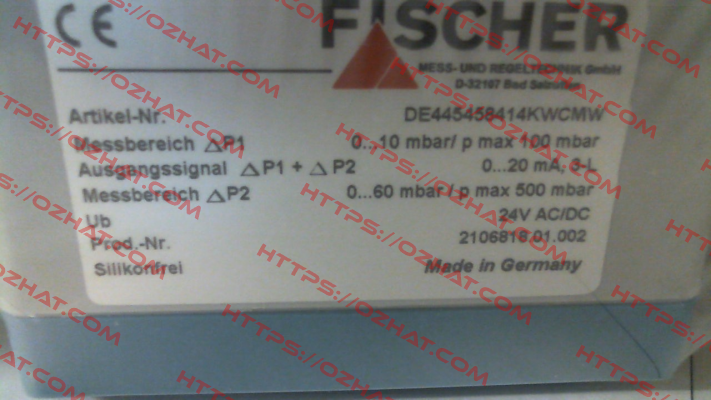 CE FISCHER
MESS- UND REGELTECHNIK GmbH
D-32107 Bad Salzuflen
Artikel-Nr. DE445458414KWCMW
Messbereich △P1 0...10 mbar/ p max 100 mbar
Ausgangssignal △P1 + △P2 0...20 mA, 3-L
Messbereich △P2 0...60 mbar / p max 500 mbar
Ub 24V AC/DC
Prod.-Nr. 2106816.01.002
Silikonfrei Made in Germany
HTTPS://OZHAT.COM